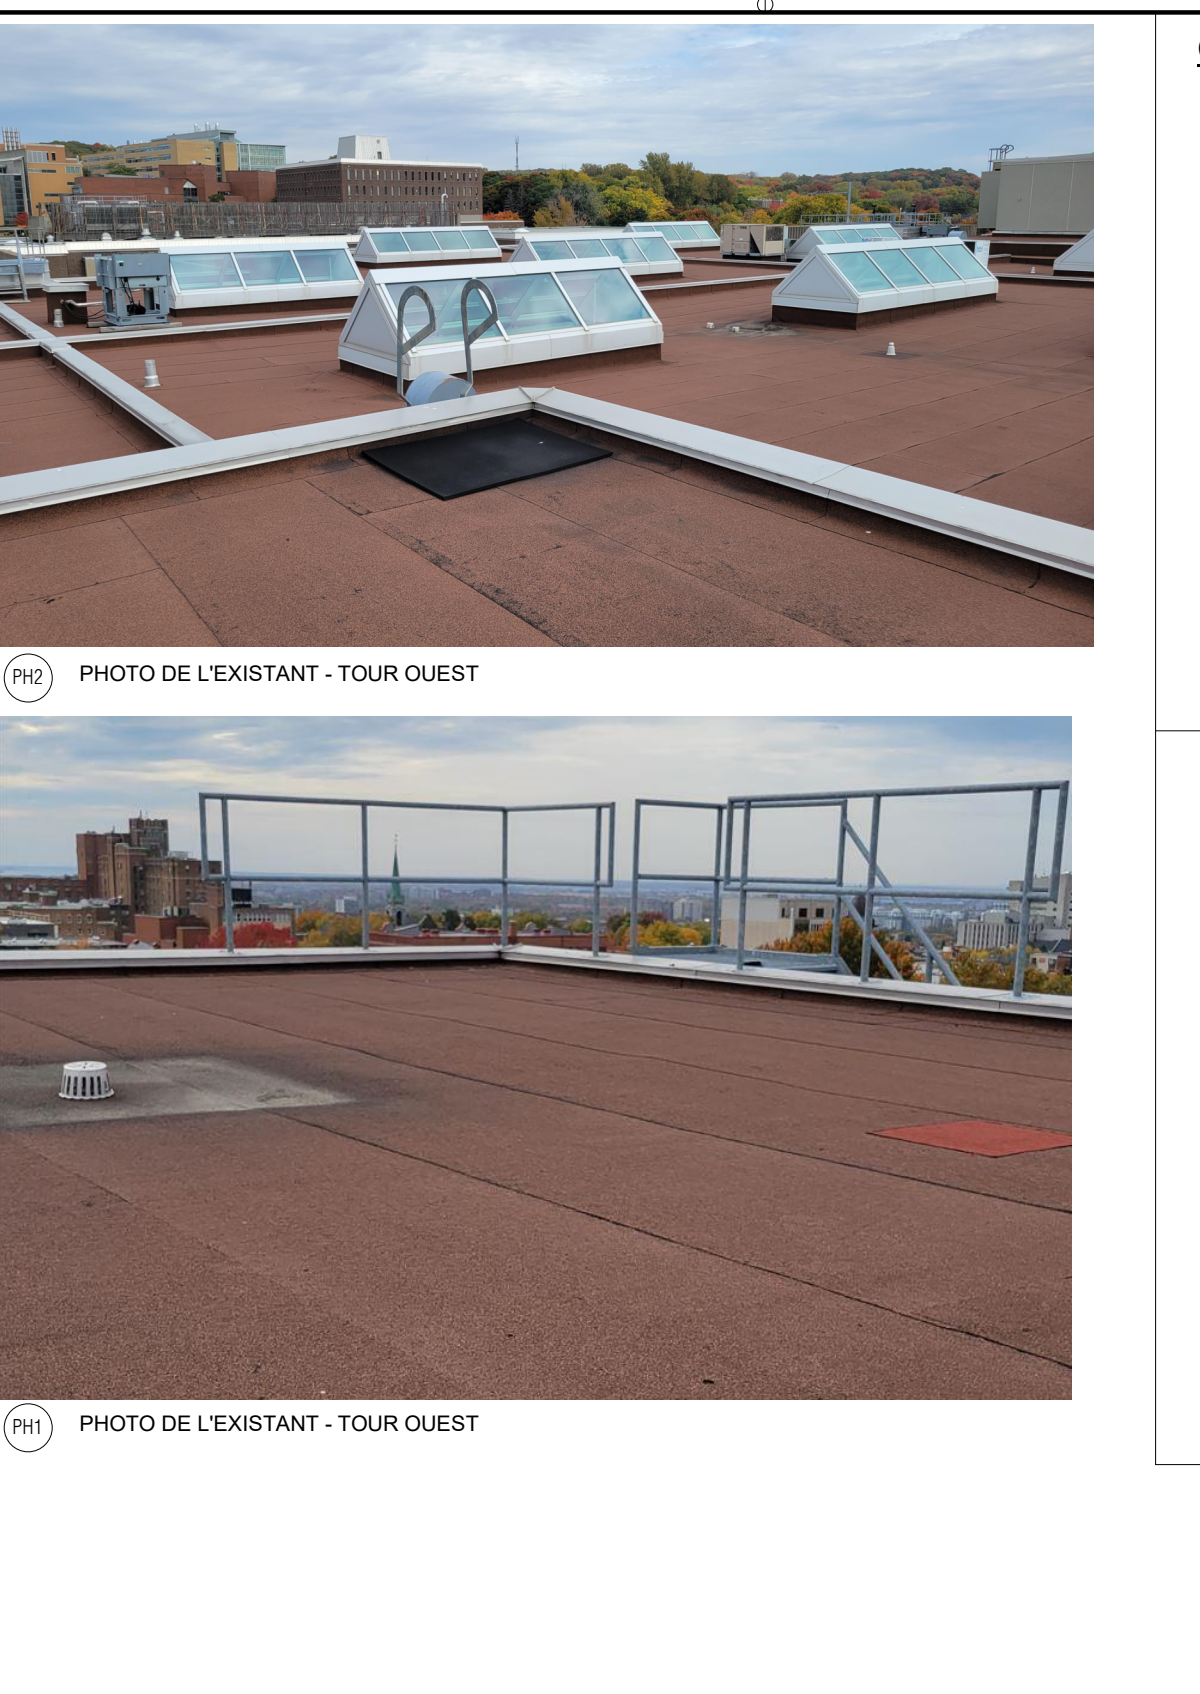 PH2 PHOTO DE L'EXISTANT - TOUR OUEST
PH1 PHOTO DE L'EXISTANT - TOUR OUEST